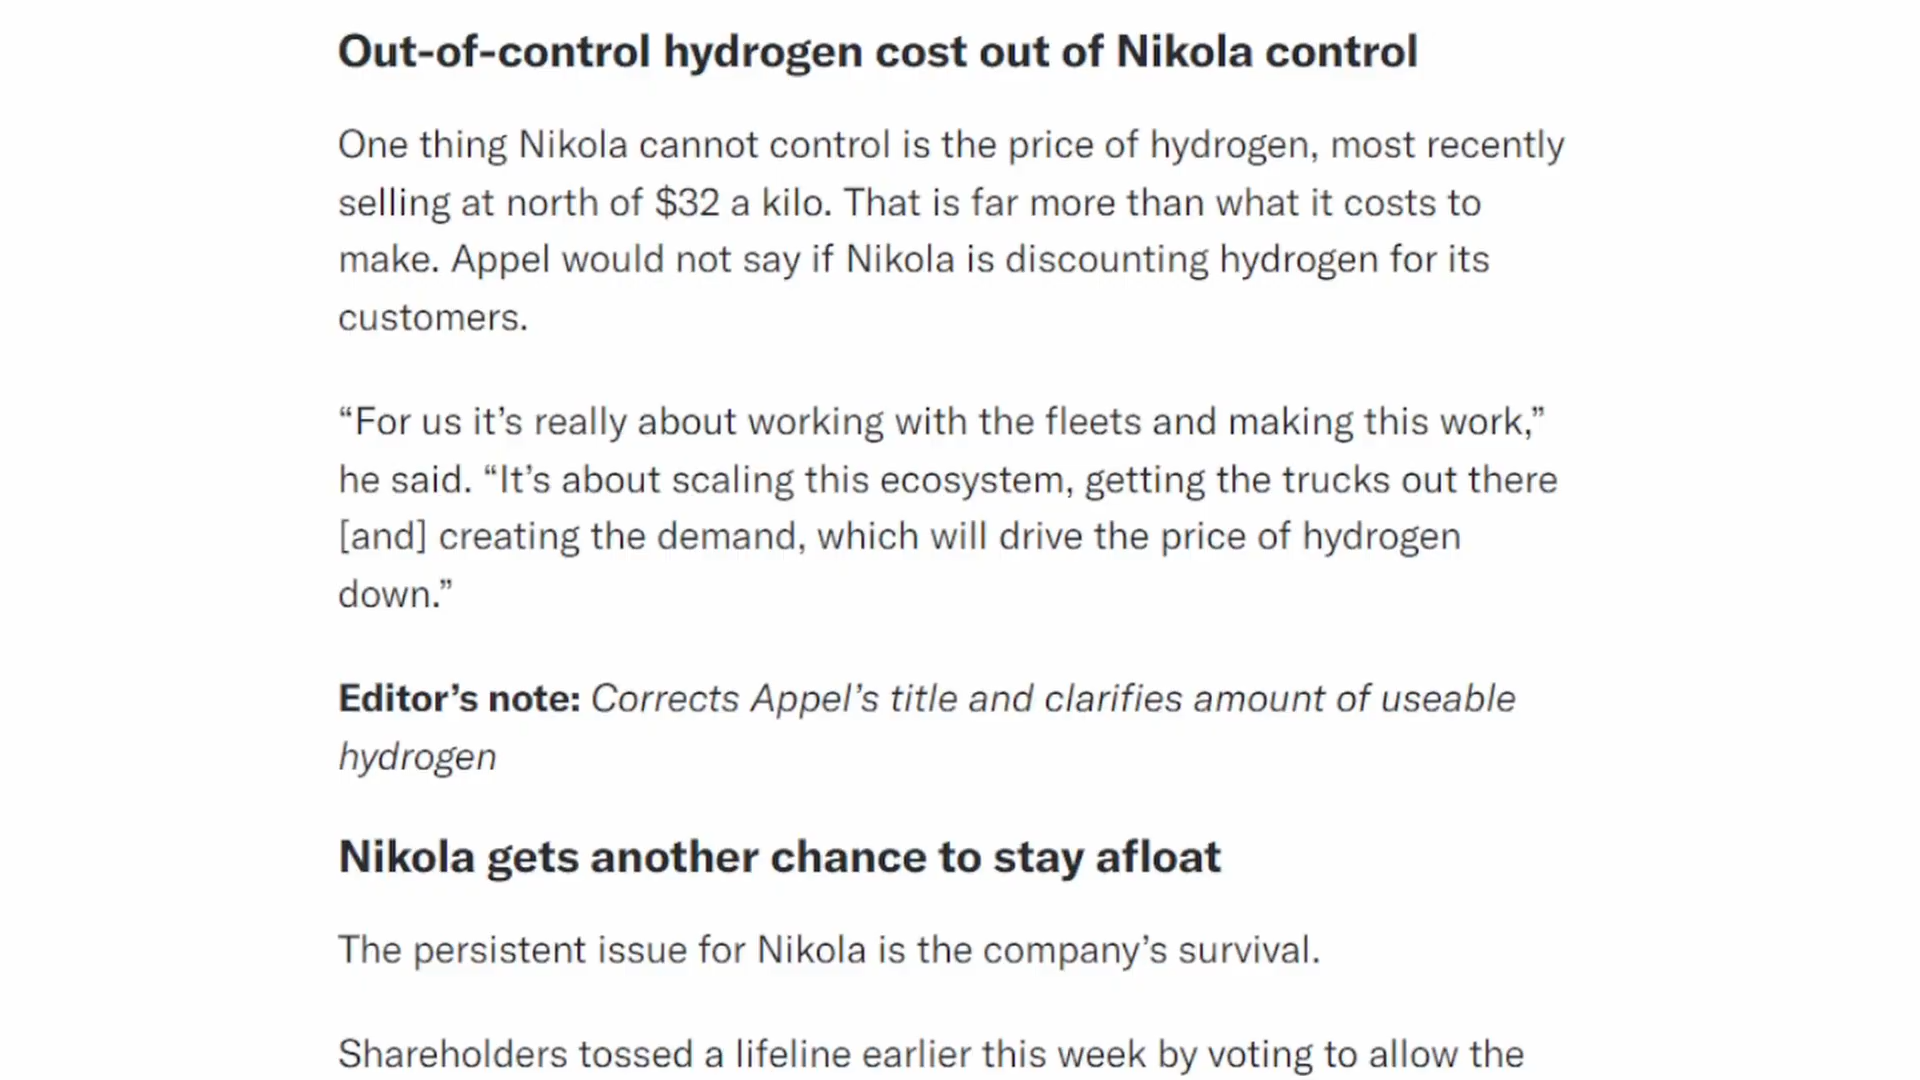 Out-of-control hydrogen cost out of Nikola control
One thing Nikola cannot control is the price of hydrogen, most recently
selling at north of $32 a kilo. That is far more than what it costs to
make. Appel would not say if Nikola is discounting hydrogen for its
customers.
“For us it’s really about working with the fleets and making this work,”
he said. “It’s about scaling this ecosystem, getting the trucks out there
[and] creating the demand, which will drive the price of hydrogen
down.”
Editor’s note: Corrects Appel’s title and clarifies amount of useable
hydrogen
Nikola gets another chance to stay afloat
The persistent issue for Nikola is the company’s survival.
Shareholders tossed a lifeline earlier this week by voting to allow the